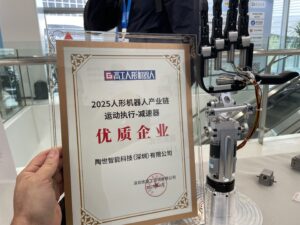 高工人形机器人
2025人形机器人产业链
运动执行-减速器
优质企业
陶世智能科技(深圳)有限公司